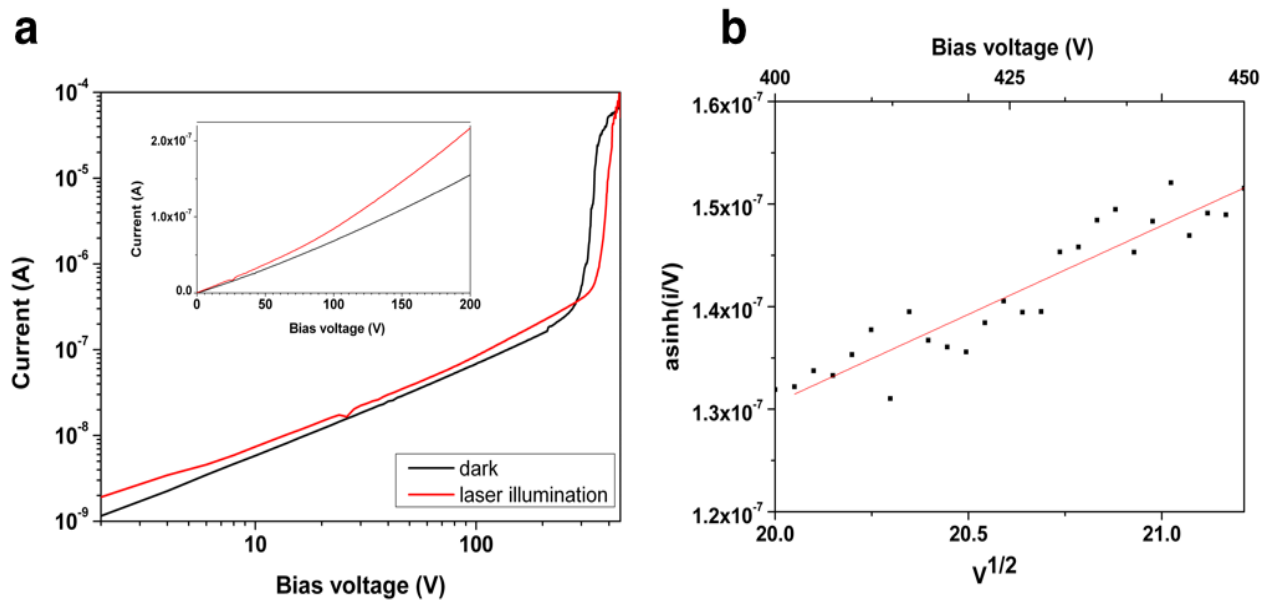 a
Current (A)
10^-4
10^-5
10^-6
10^-7
10^-8
10^-9
10
100
Bias voltage (V)
Current (A)
2.0x10^-7
1.0x10^-7
0.0
0
50
100
150
200
Bias voltage (V)
dark
laser illumination
b
Bias voltage (V)
400
425
450
asinh(i/V)
1.6x10^-7
1.5x10^-7
1.4x10^-7
1.3x10^-7
1.2x10^-7
20.0
20.5
21.0
V^1/2